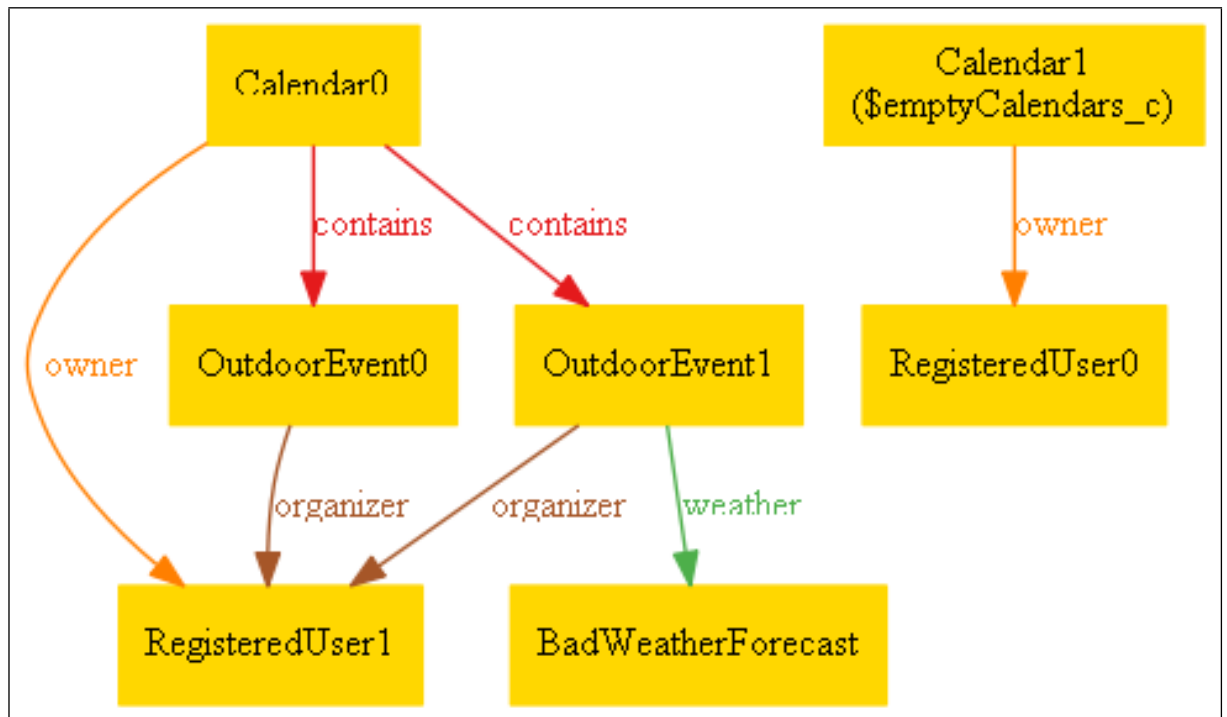 Calendar0
Calendar1
($emptyCalendars_c)
contains
contains
owner
owner
OutdoorEvent0
OutdoorEvent1
RegisteredUser0
organizer
organizer
weather
RegisteredUser1
BadWeatherForecast